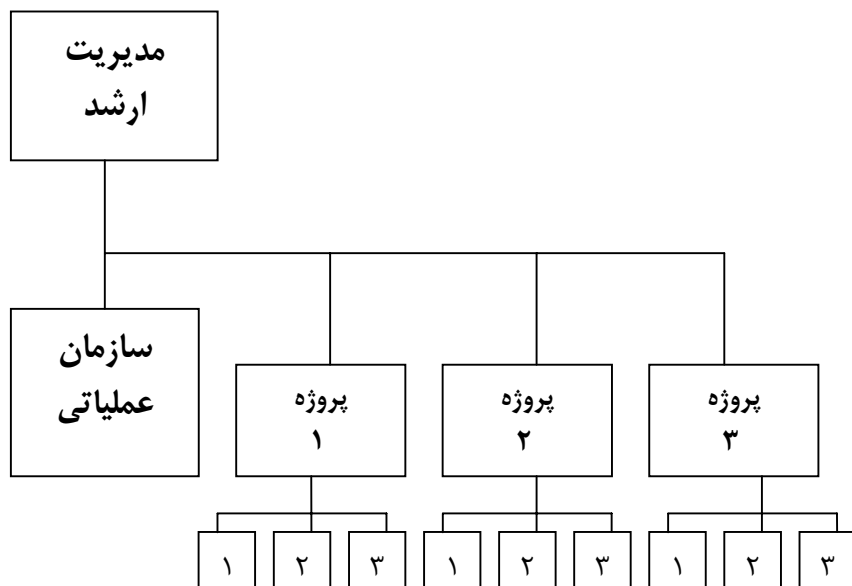 مدیریت
ارشد
سازمان
عملیاتی
پروژه
۱
پروژه
۲
پروژه
۳
۱
۲
۳
۱
۲
۳
۱
۲
۳